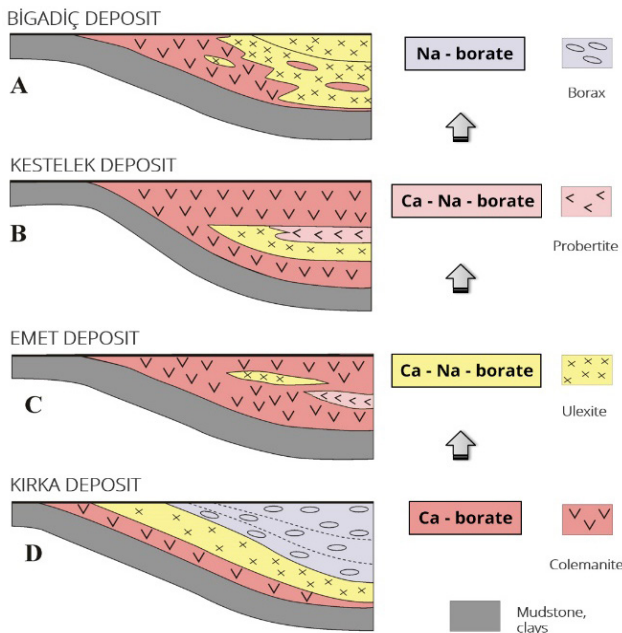 BİGADİÇ DEPOSIT
A
Na - borate
Borax
KESTELEK DEPOSIT
B
Ca - Na - borate
Probertite
EMET DEPOSIT
C
Ca - Na - borate
Ulexite
KIRKA DEPOSIT
D
Ca - borate
Colemanite
Mudstone,
clays